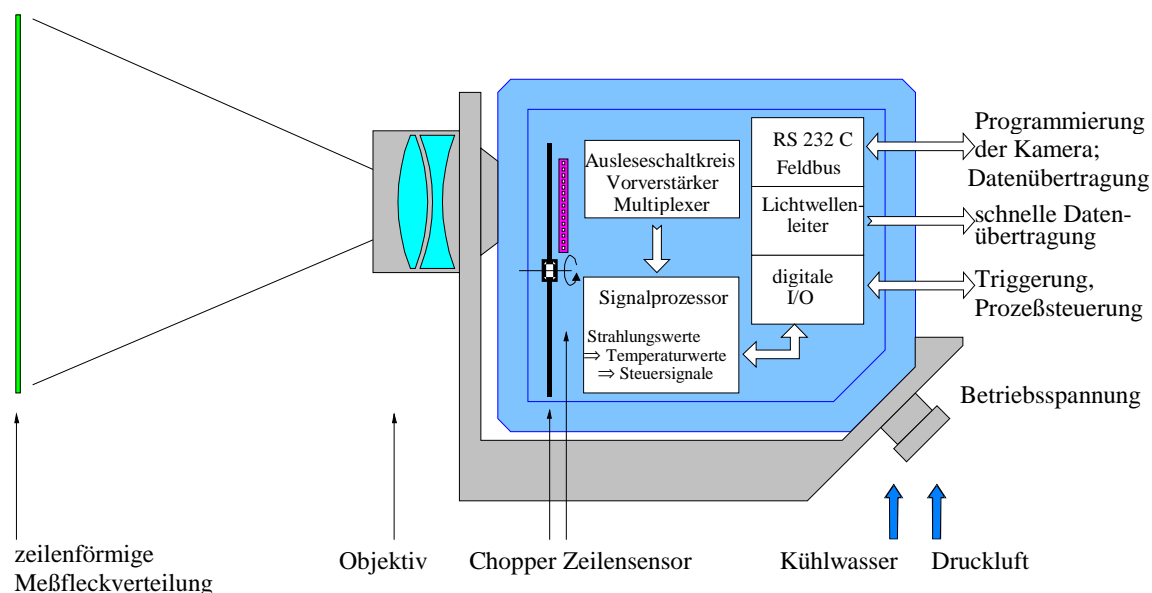 Programmierung
der Kamera;
Datenübertragung
RS 232 C
Feldbus
Ausleseschaltkreis
Vorverstärker
Multiplexer
Lichtwellen-
leiter
schnelle Daten-
übertragung
digitale
I/O
Triggerung,
Prozeßsteuerung
Signalprozessor
Strahlungswerte
⇒ Temperaturwerte
⇒ Steuersignale
Betriebsspannung
zeilenförmige
Meßfleckverteilung
Objektiv
Chopper Zeilensensor
Kühlwasser
Druckluft